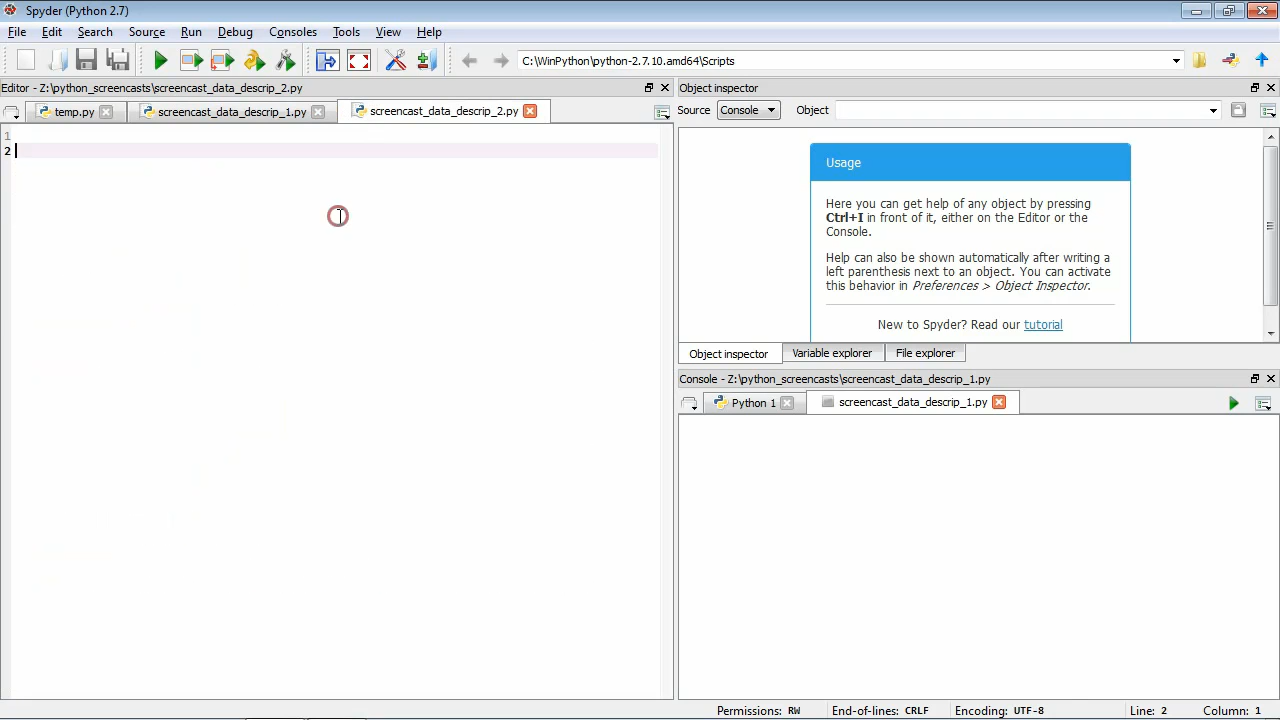 Spyder (Python 2.7)
File Edit Search Source Run Debug Consoles Tools View Help
C:\WinPython\python-2.7.10.amd64\Scripts
Editor - Z:\python_screencasts\screencast_data_descrip_2.py
temp.py screencast_data_descrip_1.py screencast_data_descrip_2.py
1
2
Object inspector
Source Console Object
Usage
Here you can get help of any object by pressing
Ctrl+I in front of it, either on the Editor or the
Console.
Help can also be shown automatically after writing a
left parenthesis next to an object. You can activate
this behavior in Preferences > Object Inspector.
New to Spyder? Read our tutorial
Object inspector Variable explorer File explorer
Console - Z:\python_screencasts\screencast_data_descrip_1.py
Python 1 screencast_data_descrip_1.py
Permissions: RW End-of-lines: CRLF Encoding: UTF-8 Line: 2 Column: 1